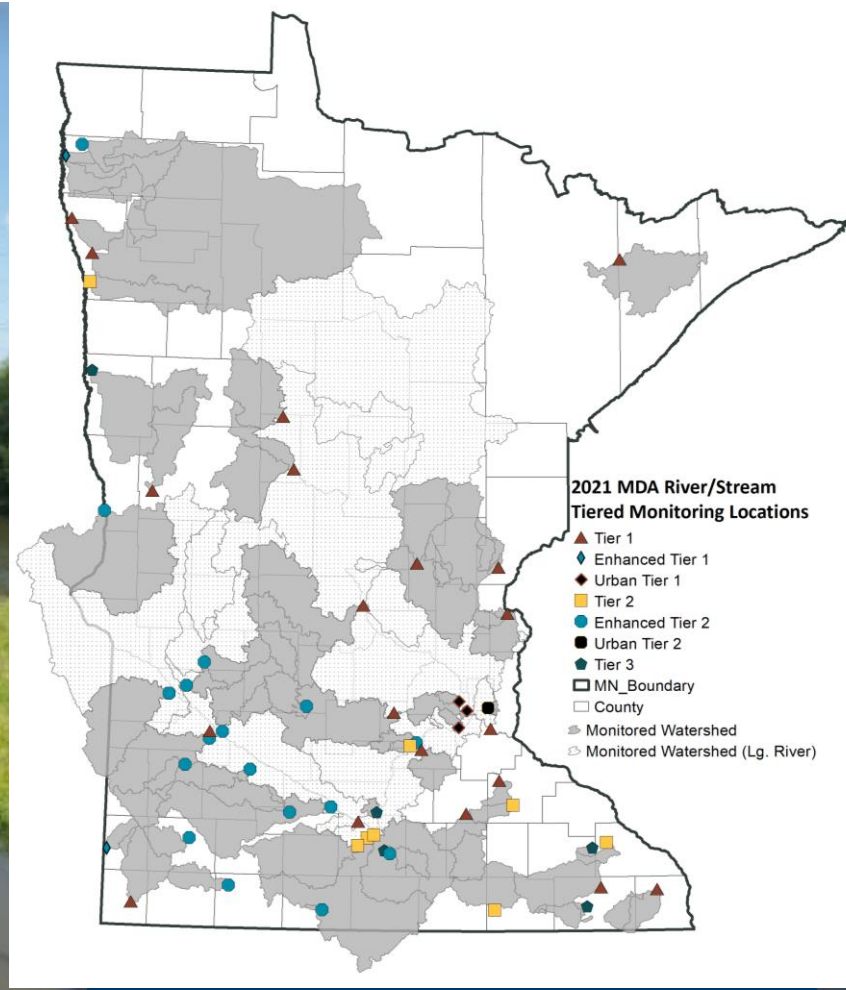 2021 MDA River/Stream
Tiered Monitoring Locations
Tier 1
Enhanced Tier 1
Urban Tier 1
Tier 2
Enhanced Tier 2
Urban Tier 2
Tier 3
MN_Boundary
County
Monitored Watershed
Monitored Watershed (Lg. River)